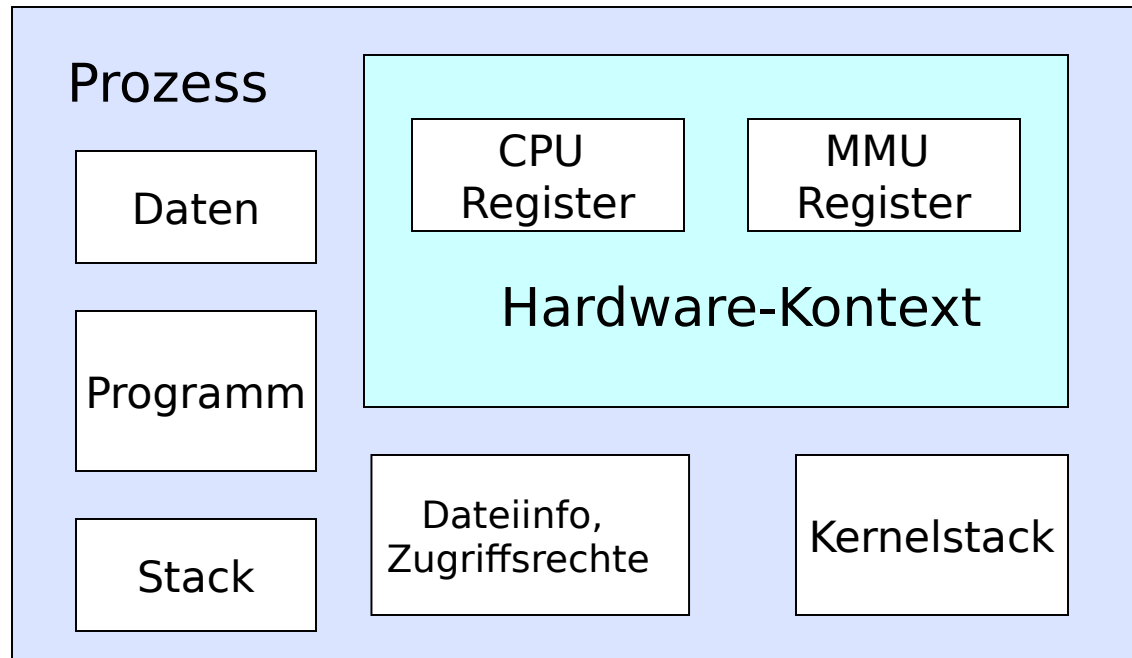 Prozess
Daten
Programm
Stack
CPU
Register
MMU
Register
Hardware-Kontext
Dateiinfo,
Zugriffsrechte
Kernelstack